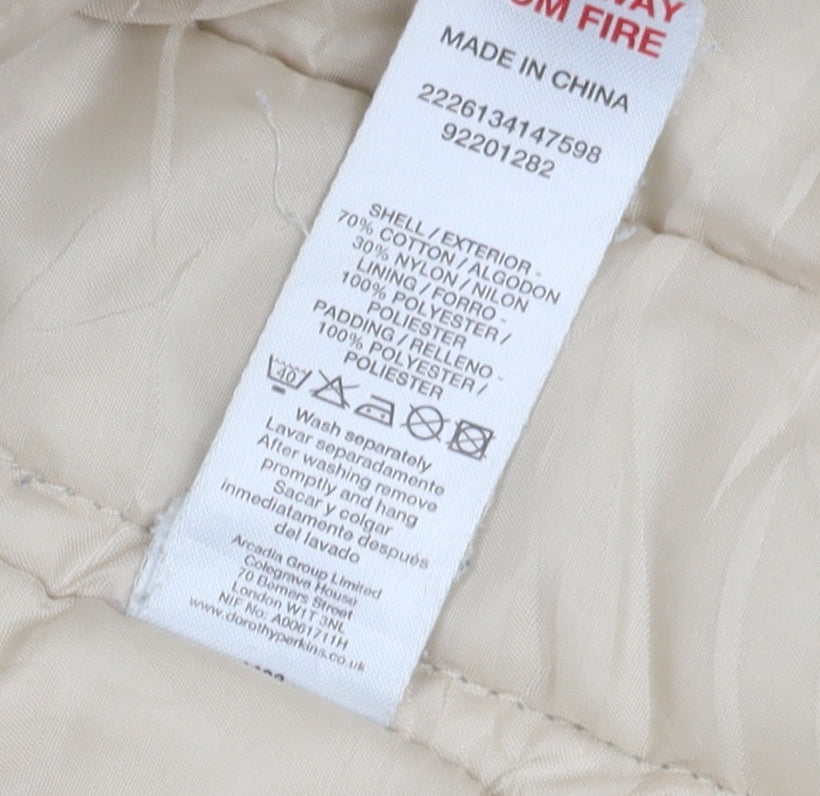 FIRE
MADE IN CHINA
2226134147598
92201282
SHELL / EXTERIOR -
70% COTTON / ALGODON
30% NYLON / NILON
LINING / FORRO -
100% POLYESTER /
POLIESTER
PADDING / RELLENO -
100% POLYESTER /
POLIESTER
40
Wash separately
Lavar separadamente
After washing remove
promptly and hang
Sacar y colgar
inmediatamente después
del lavado
Arcadia Group Limited
Colegrave House
70 Berners Street
London W1T 3NL
NIF No: A0061711H
www.dorothyperkins.co.uk